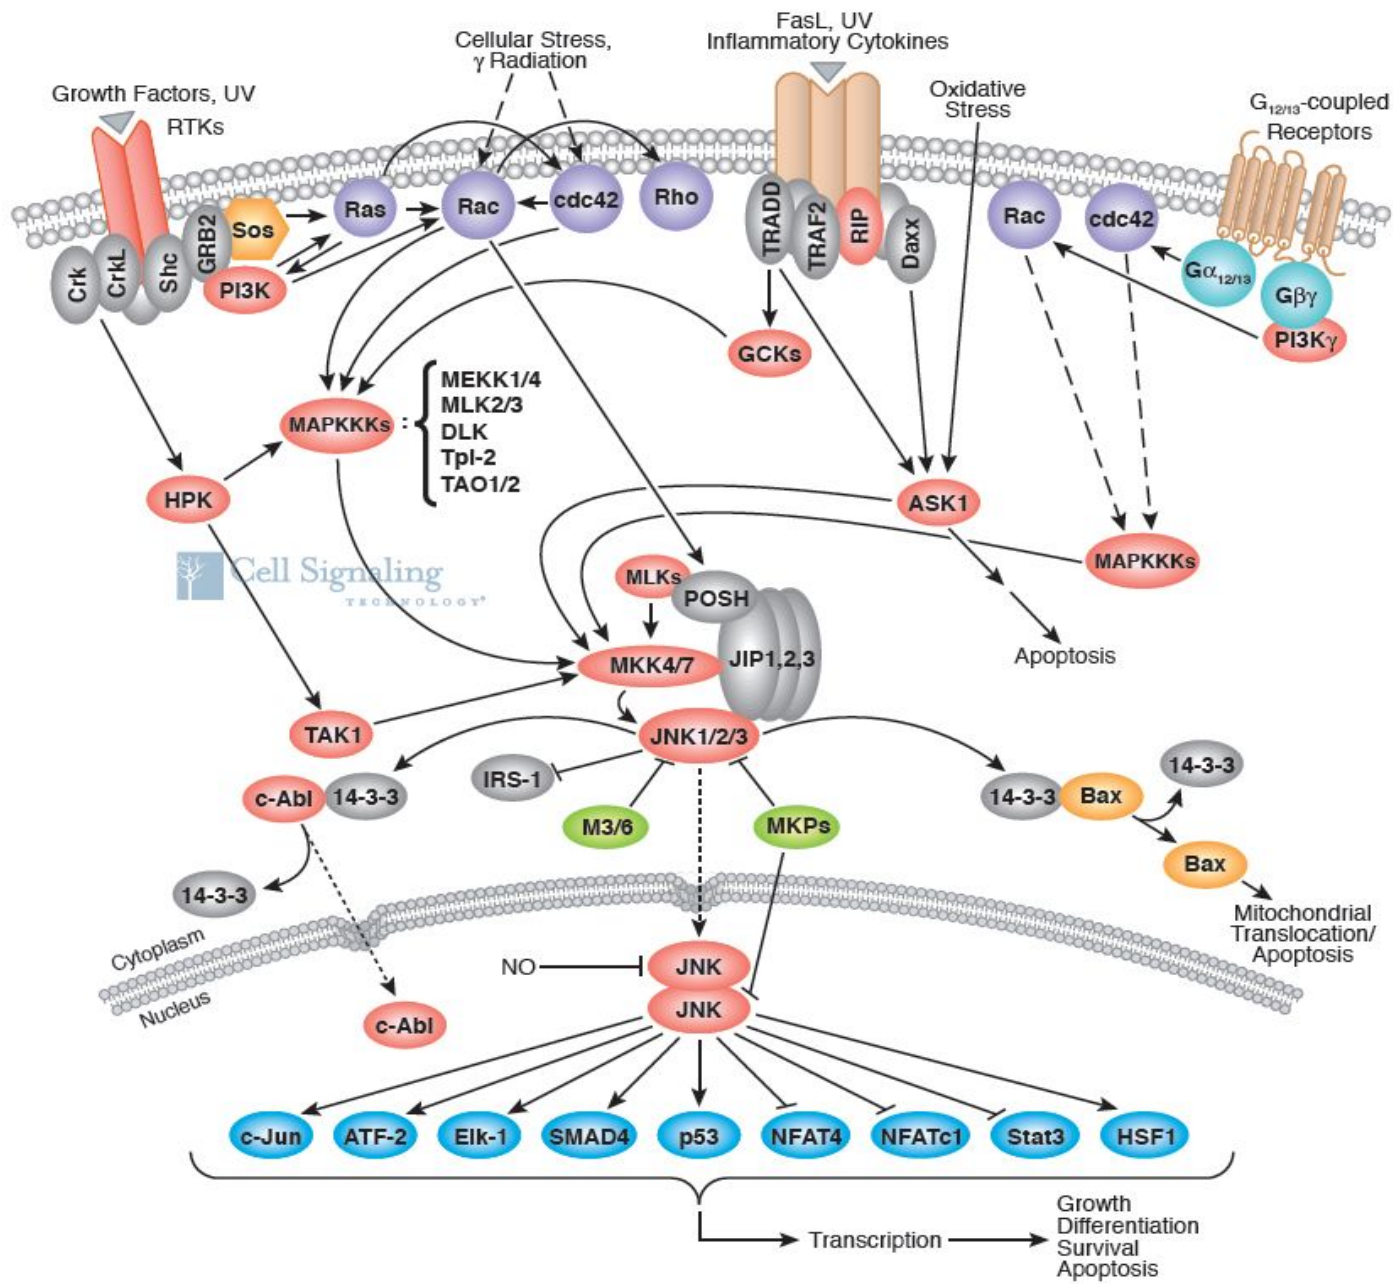 FasL, UV
Inflammatory Cytokines
Cellular Stress,
γ Radiation
Growth Factors, UV
RTKs
Oxidative
Stress
G12/13-coupled
Receptors
Crk
CrkL
Shc
GRB2
Sos
PI3K
Ras
Rac
cdc42
Rho
TRADD
TRAF2
RIP
Daxx
Rac
cdc42
Gα12/13
Gβγ
PI3Kγ
GCKs
MAPKKKs :
MEKK1/4
MLK2/3
DLK
Tpl-2
TAO1/2
HPK
ASK1
MAPKKKs
Cell Signaling
TECHNOLOGY®
MLKs
POSH
MKK4/7
JIP1,2,3
Apoptosis
TAK1
JNK1/2/3
IRS-1
c-Abl
14-3-3
M3/6
MKPs
14-3-3
Bax
14-3-3
Bax
Mitochondrial
Translocation/
Apoptosis
14-3-3
Cytoplasm
Nucleus
c-Abl
NO
JNK
JNK
c-Jun
ATF-2
Elk-1
SMAD4
p53
NFAT4
NFATc1
Stat3
HSF1
Transcription
Growth
Differentiation
Survival
Apoptosis